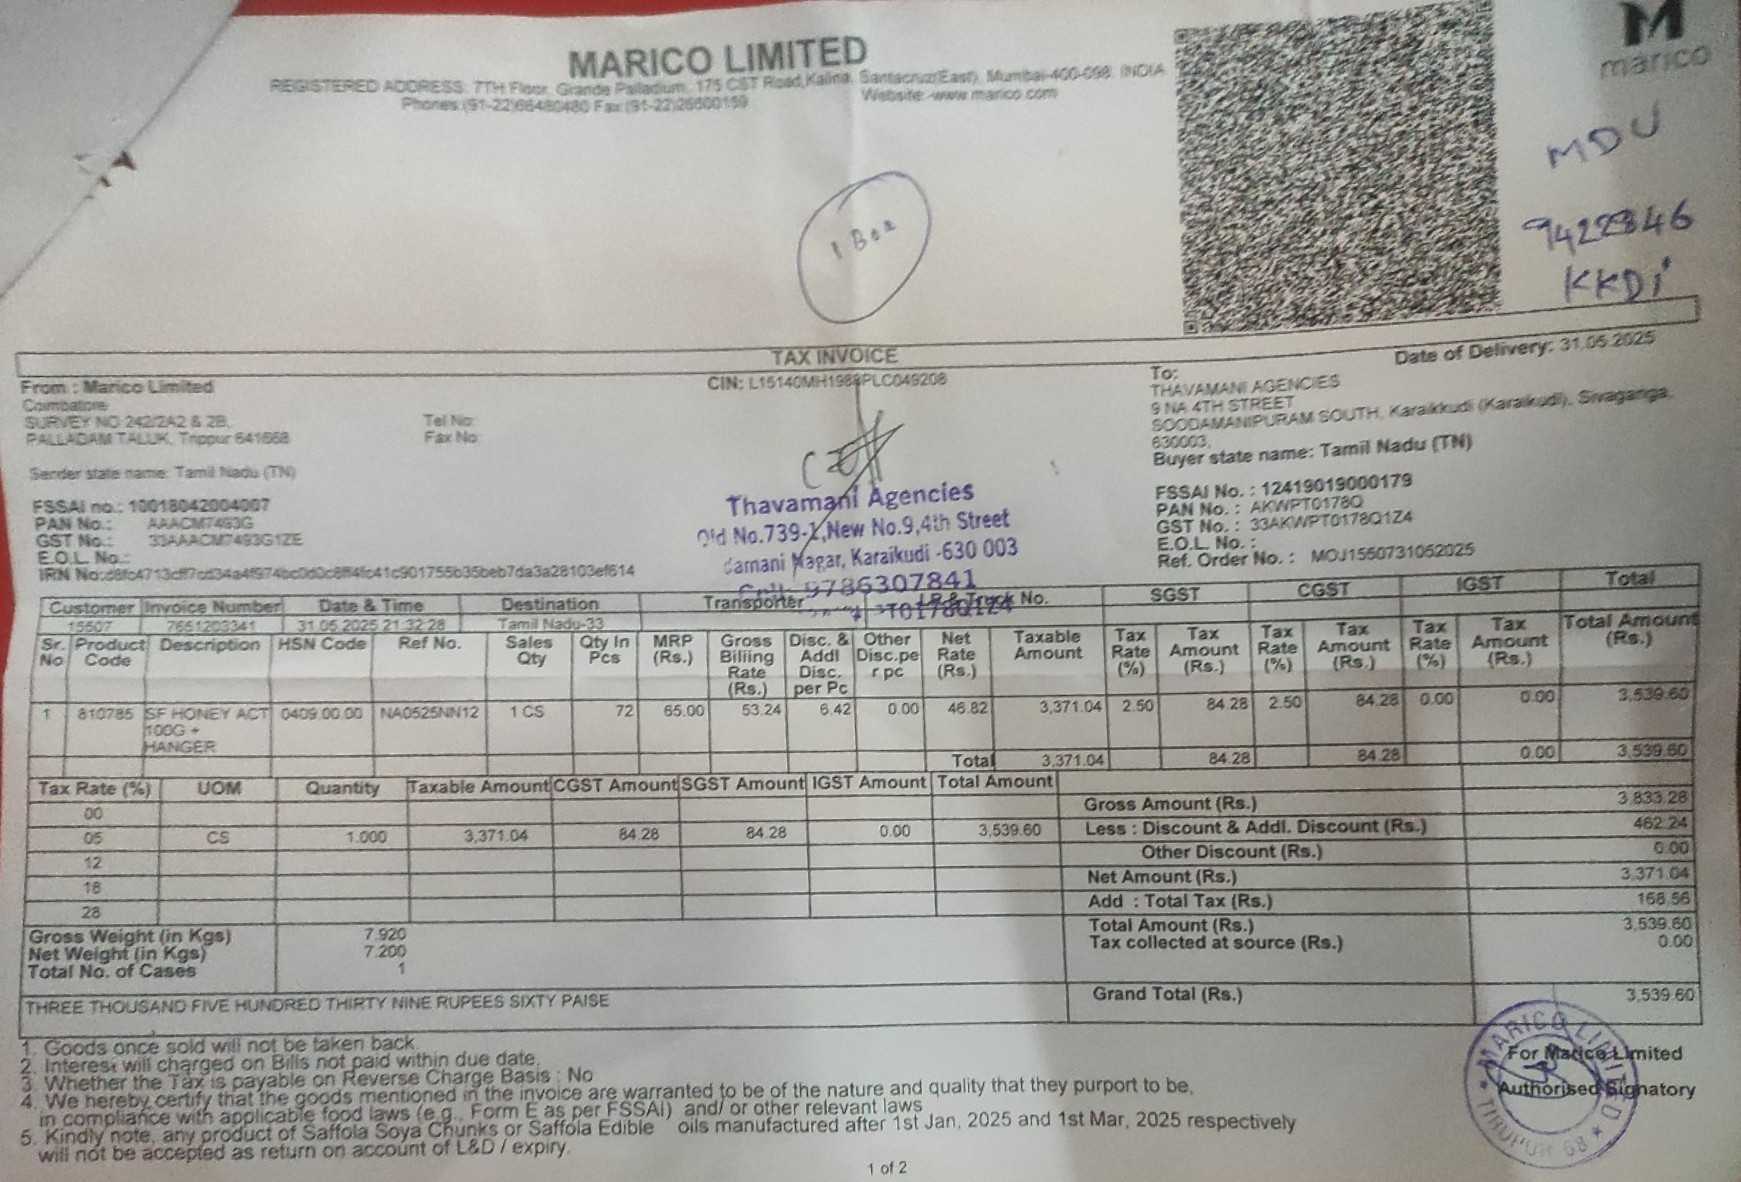 MARICO LIMITED
REGISTERED ADDRESS: 7TH Floor, Grande Palladium, 175 CST Road,Kalina, Santacruz(East), Mumbai-400-098, INDIA
Phones:(91-22)66480480 Fax:(91-22)26500159 Website:-www.marico.com
M
marico
MDU
9422846
KKDi
1 Box
TAX INVOICE
Date of Delivery: 31.05.2025
From : Marico Limited
Coimbatore
SURVEY NO 242/2A2 & 2B,
PALLADAM TALUK, Trippur 641668
Tel No:
Fax No:
Sender state name: Tamil Nadu (TN)
FSSAI no.: 10018042004007
PAN No.: AAACM7493G
GST No.: 33AAACM7493G1ZE
E.O.L. No.:
IRN No:d8fc4713cff7cd34a4f974bc0d0c8ff4fc41c901755b35beb7da3a28103ef614
CIN: L15140MH1988PLC049208
Thavamani Agencies
Old No.739-1,New No.9,4th Street
damani Nagar, Karaikudi -630 003
Cell: 9786307841
To:
THAVAMANI AGENCIES
9 NA 4TH STREET
SOODAMANIPURAM SOUTH, Karaikkudi (Karaikudi), Sivaganga,
630003,
Buyer state name: Tamil Nadu (TN)
FSSAI No. : 12419019000179
PAN No. : AKWPT0178Q
GST No. : 33AKWPT0178Q1Z4
E.O.L. No. :
Ref. Order No. : MOJ1550731052025
Customer Invoice Number Date & Time Destination Transporter LR & Truck No. SGST CGST IGST Total
15507 7651203341 31.05.2025 21:32:28 Tamil Nadu-33
Sr. No Product Code Description HSN Code Ref No. Sales Qty Qty In Pcs MRP (Rs.) Gross Billing Rate (Rs.) Disc. & Addl Disc. per Pc Other Disc.per pc Net Rate (Rs.) Taxable Amount Tax Rate (%) Tax Amount (Rs.) Tax Rate (%) Tax Amount (Rs.) Tax Rate (%) Tax Amount (Rs.) Total Amount (Rs.)
1 810785 SF HONEY ACT 100G + HANGER 0409.00.00 NA0525NN12 1 CS 72 65.00 53.24 6.42 0.00 46.82 3,371.04 2.50 84.28 2.50 84.28 0.00 0.00 3,539.60
Total 3,371.04 84.28 84.28 0.00 3,539.60
Tax Rate (%) UOM Quantity Taxable Amount CGST Amount SGST Amount IGST Amount Total Amount
00
05 CS 1.000 3,371.04 84.28 84.28 0.00 3,539.60
12
18
28
Gross Amount (Rs.) 3,833.28
Less : Discount & Addl. Discount (Rs.) 462.24
Other Discount (Rs.) 0.00
Net Amount (Rs.) 3,371.04
Add : Total Tax (Rs.) 168.56
Total Amount (Rs.) 3,539.60
Tax collected at source (Rs.) 0.00
Gross Weight (in Kgs) 7.920
Net Weight (in Kgs) 7.200
Total No. of Cases 1
THREE THOUSAND FIVE HUNDRED THIRTY NINE RUPEES SIXTY PAISE
Grand Total (Rs.) 3,539.60
1. Goods once sold will not be taken back.
2. Interest will charged on Bills not paid within due date.
3. Whether the Tax is payable on Reverse Charge Basis : No
4. We hereby certify that the goods mentioned in the invoice are warranted to be of the nature and quality that they purport to be,
in compliance with applicable food laws (e.g., Form E as per FSSAI) and/ or other relevant laws
5. Kindly note, any product of Saffola Soya Chunks or Saffola Edible oils manufactured after 1st Jan, 2025 and 1st Mar, 2025 respectively
will not be accepted as return on account of L&D / expiry.
For Marico Limited
Authorised Signatory
MARICO LIMITED
TIRUPUR 68
1 of 2